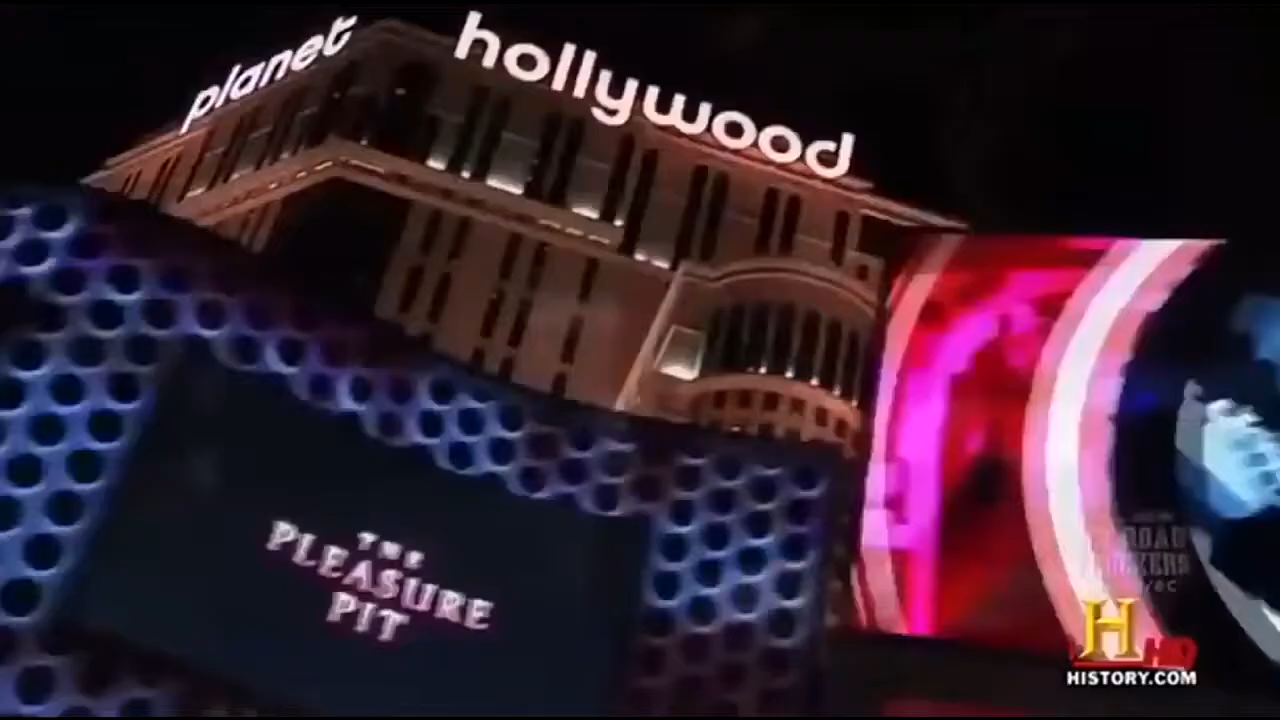 planet hollywood
THE
PLEASURE
PIT
H HD
HISTORY.COM